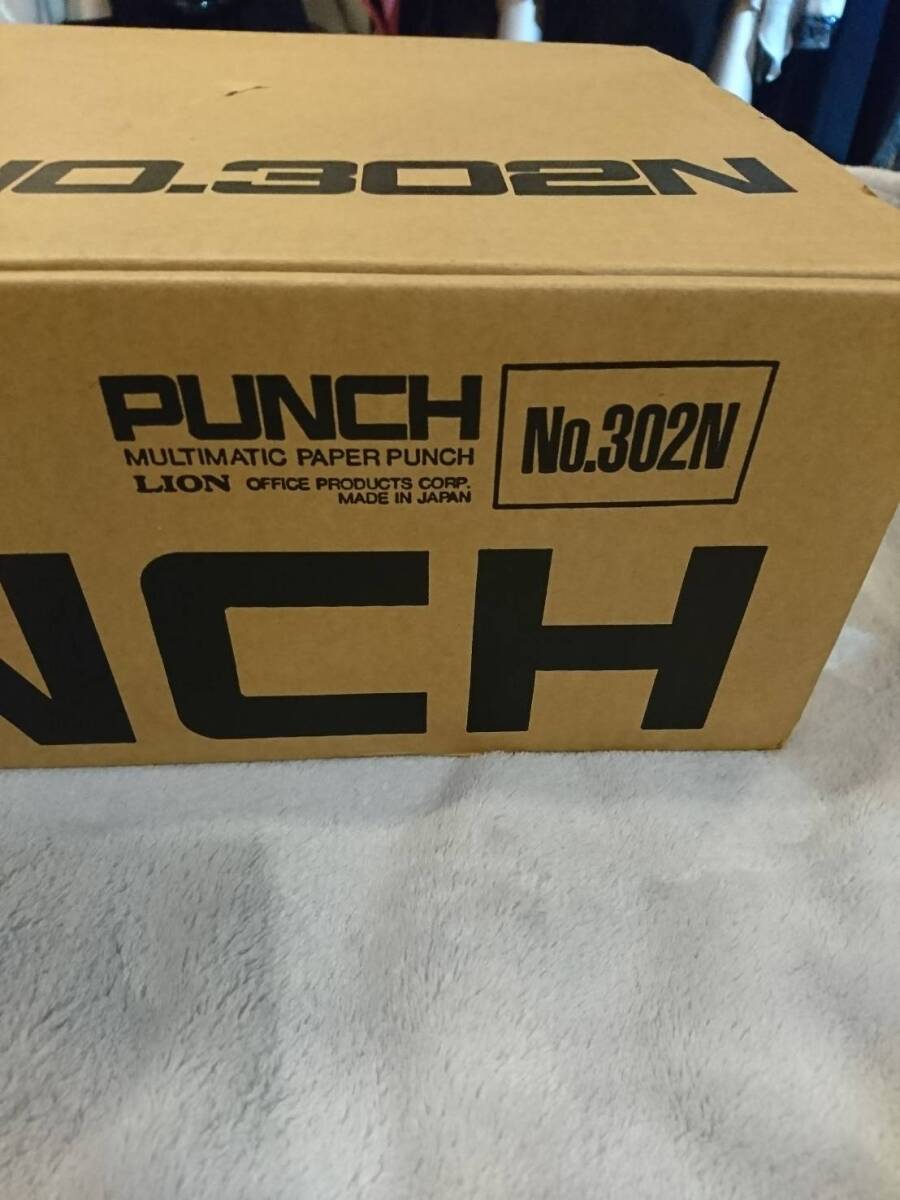 NO.302N
PUNCH
MULTIMATIC PAPER PUNCH
LION OFFICE PRODUCTS CORP.
MADE IN JAPAN
No.302N
NCH